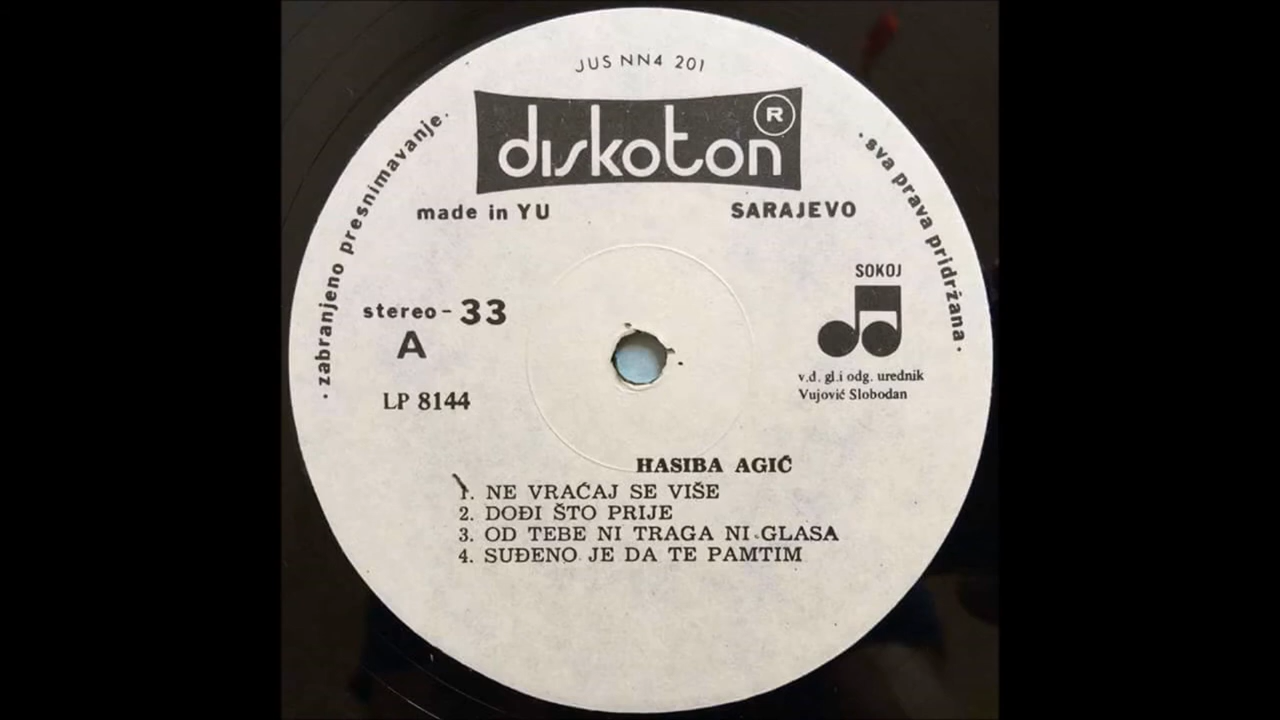 JUS NN4 201
diskoton R
· zabranjeno presnimavanje ·
· sva prava pridržana ·
made in YU
SARAJEVO
SOKOJ
stereo - 33
A
LP 8144
v.d. gl.i odg. urednik
Vujović Slobodan
HASIBA AGIĆ
1. NE VRAĆAJ SE VIŠE
2. DOĐI ŠTO PRIJE
3. OD TEBE NI TRAGA NI GLASA
4. SUĐENO JE DA TE PAMTIM